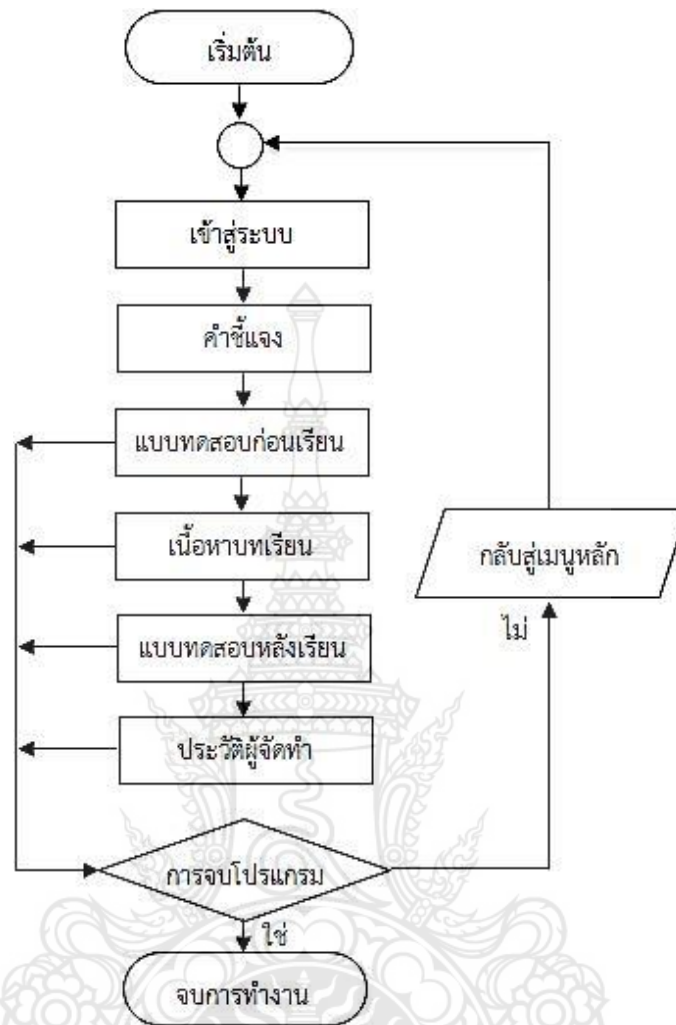 เริ่มต้น
เข้าสู่ระบบ
คำชี้แจง
แบบทดสอบก่อนเรียน
เนื้อหาบทเรียน
กลับสู่เมนูหลัก
ไม่
แบบทดสอบหลังเรียน
ประวัติผู้จัดทำ
การจบโปรแกรม
ใช่
จบการทำงาน